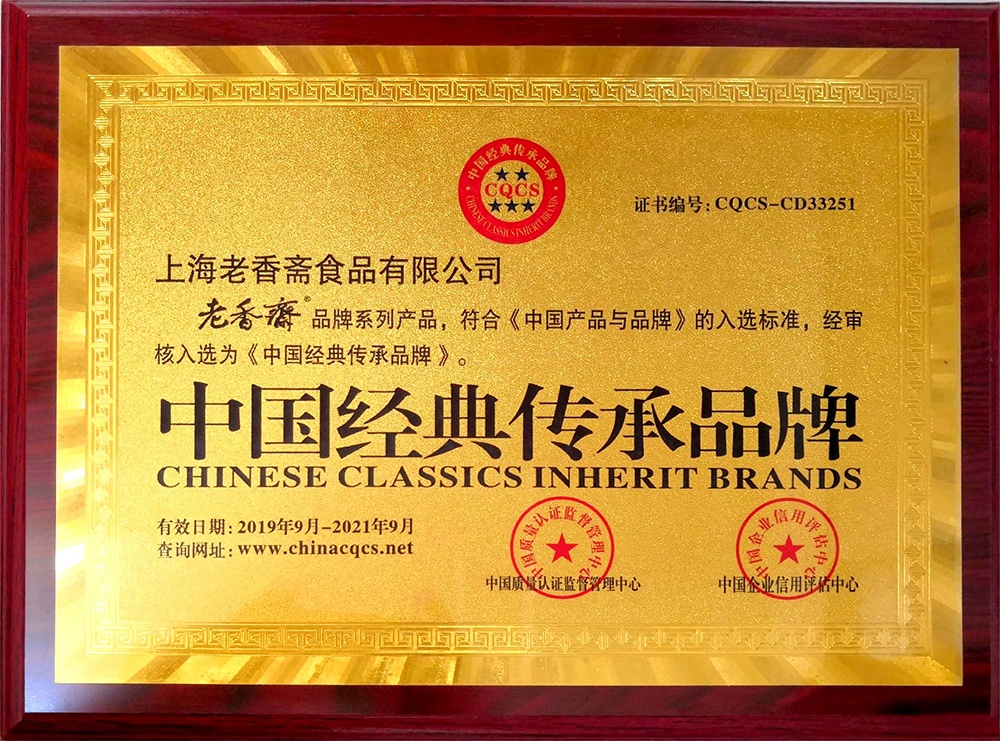 中国经典传承品牌
CQCS
CHINESE CLASSICS INHERIT BRANDS
证书编号：CQCS-CD33251
上海老香斋食品有限公司
老香齋® 品牌系列产品，符合《中国产品与品牌》的入选标准，经审
核入选为《中国经典传承品牌》。
中国经典传承品牌
CHINESE CLASSICS INHERIT BRANDS
有效日期：2019年9月-2021年9月
查询网址：www.chinacqcs.net
中国质量认证监督管理中心
中国质量认证监督管理中心
中国企业信用评估中心
中国企业信用评估中心